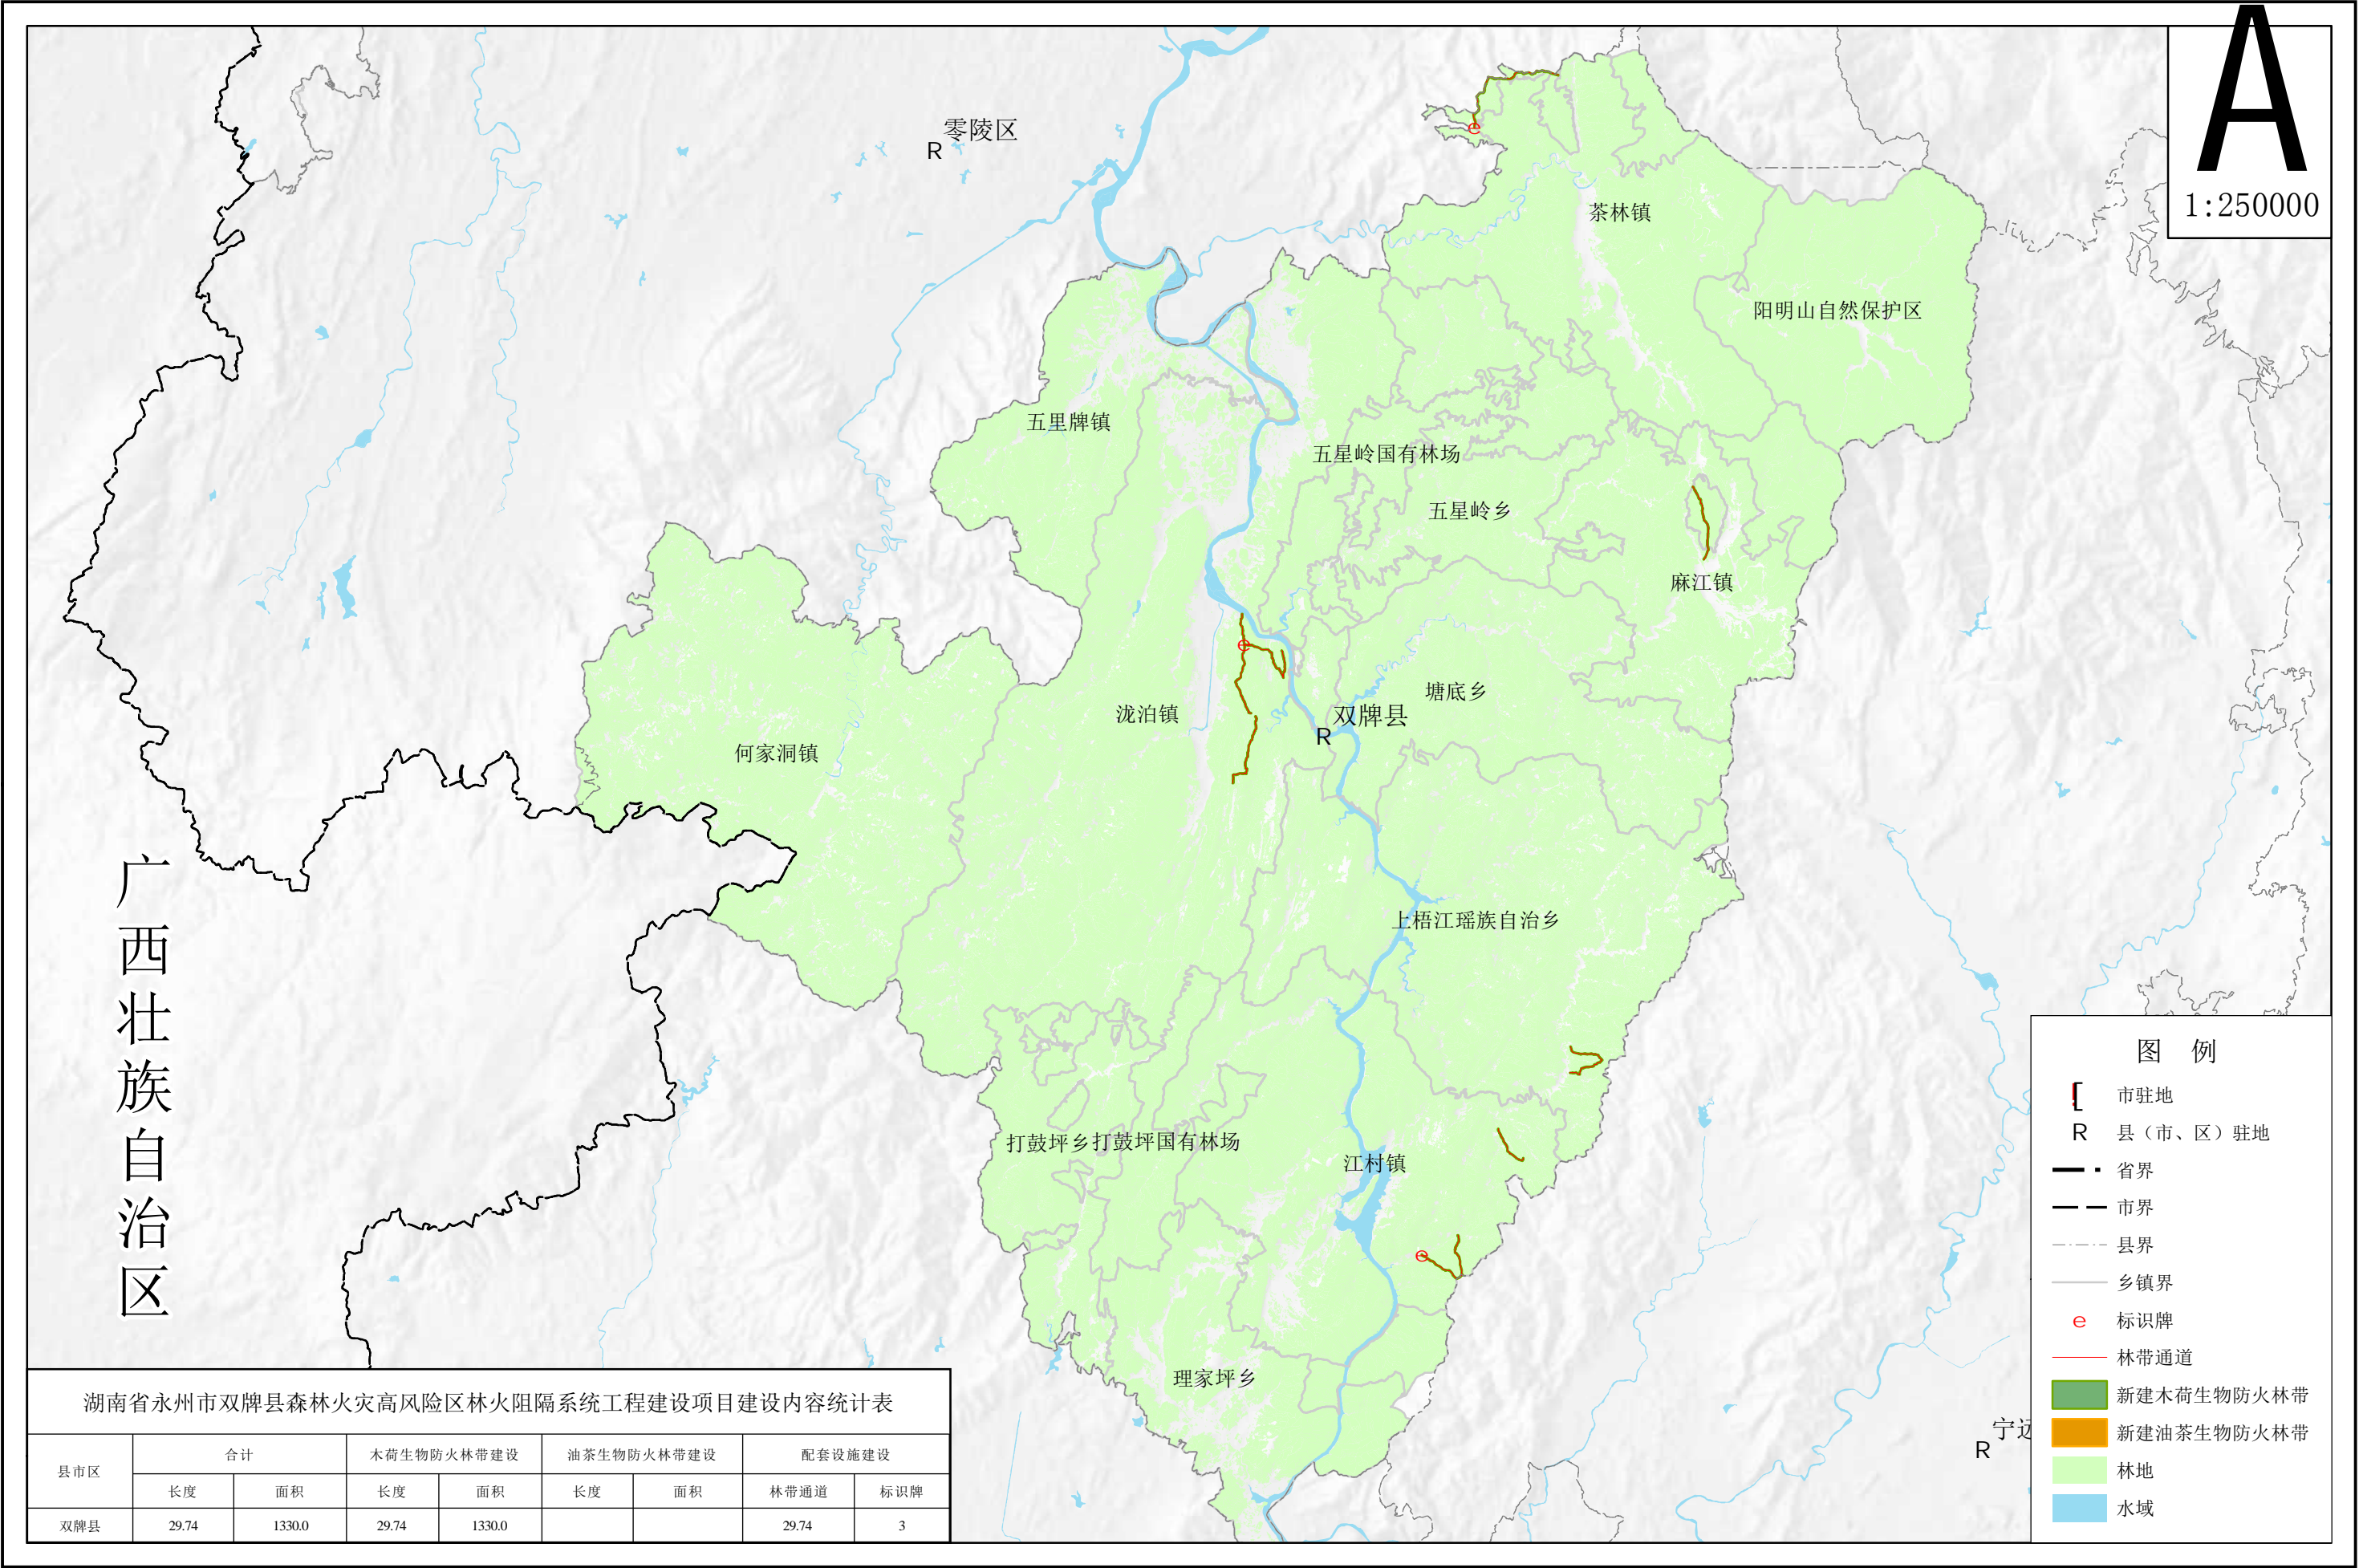 A
1:250000
零陵区
R
茶林镇
阳明山自然保护区
五里牌镇
五星岭国有林场
五星岭乡
麻江镇
塘底乡
泷泊镇
双牌县
R
何家洞镇
上梧江瑶族自治乡
打鼓坪乡
打鼓坪国有林场
江村镇
理家坪乡
宁远
R
广西壮族自治区
图 例
[ 市驻地
R 县（市、区）驻地
省界
市界
县界
乡镇界
e 标识牌
林带通道
新建木荷生物防火林带
新建油茶生物防火林带
林地
水域
湖南省永州市双牌县森林火灾高风险区林火阻隔系统工程建设项目建设内容统计表
县市区 合计 木荷生物防火林带建设 油茶生物防火林带建设 配套设施建设
长度 面积 长度 面积 长度 面积 林带通道 标识牌
双牌县 29.74 1330.0 29.74 1330.0 29.74 3